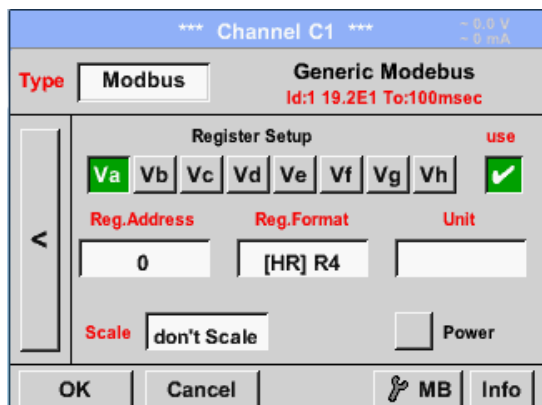 *** Channel C1 ***
~ 0.0 V
~ 0 mA
Type Modbus
Generic Modebus
Id:1 19.2E1 To:100msec
Register Setup use
Va Vb Vc Vd Ve Vf Vg Vh
Reg.Address Reg.Format Unit
< 0 [HR] R4
Scale don't Scale Power
OK Cancel MB Info